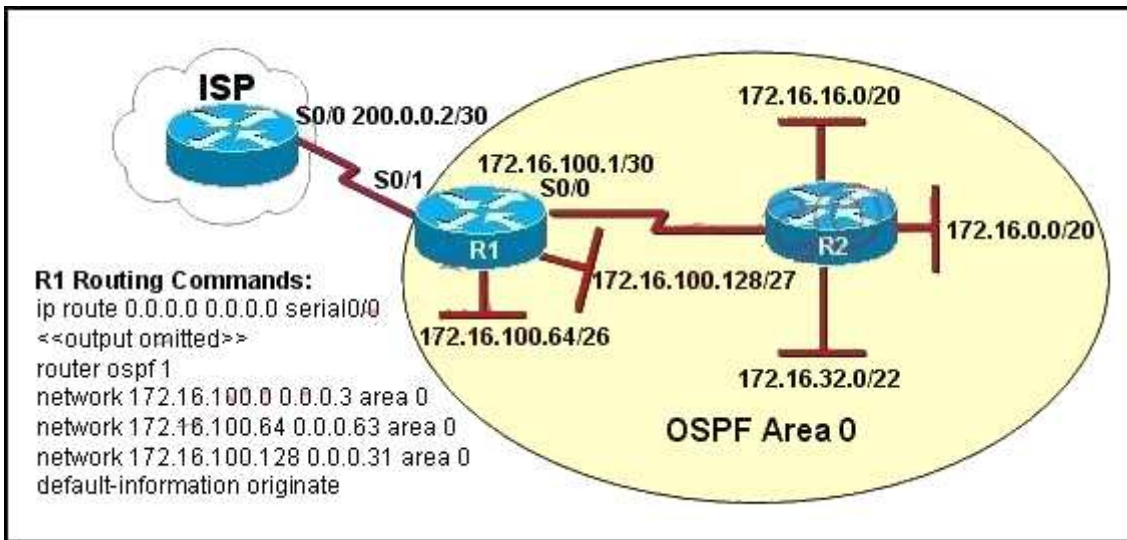 ISP
S0/0 200.0.0.2/30
S0/1
172.16.100.1/30
S0/0
R1
172.16.16.0/20
172.16.0.0/20
R2
172.16.100.128/27
172.16.100.64/26
172.16.32.0/22
OSPF Area 0
R1 Routing Commands:
ip route 0.0.0.0 0.0.0.0 serial0/0
<<output omitted>>
router ospf 1
network 172.16.100.0 0.0.0.3 area 0
network 172.16.100.64 0.0.0.63 area 0
network 172.16.100.128 0.0.0.31 area 0
default-information originate